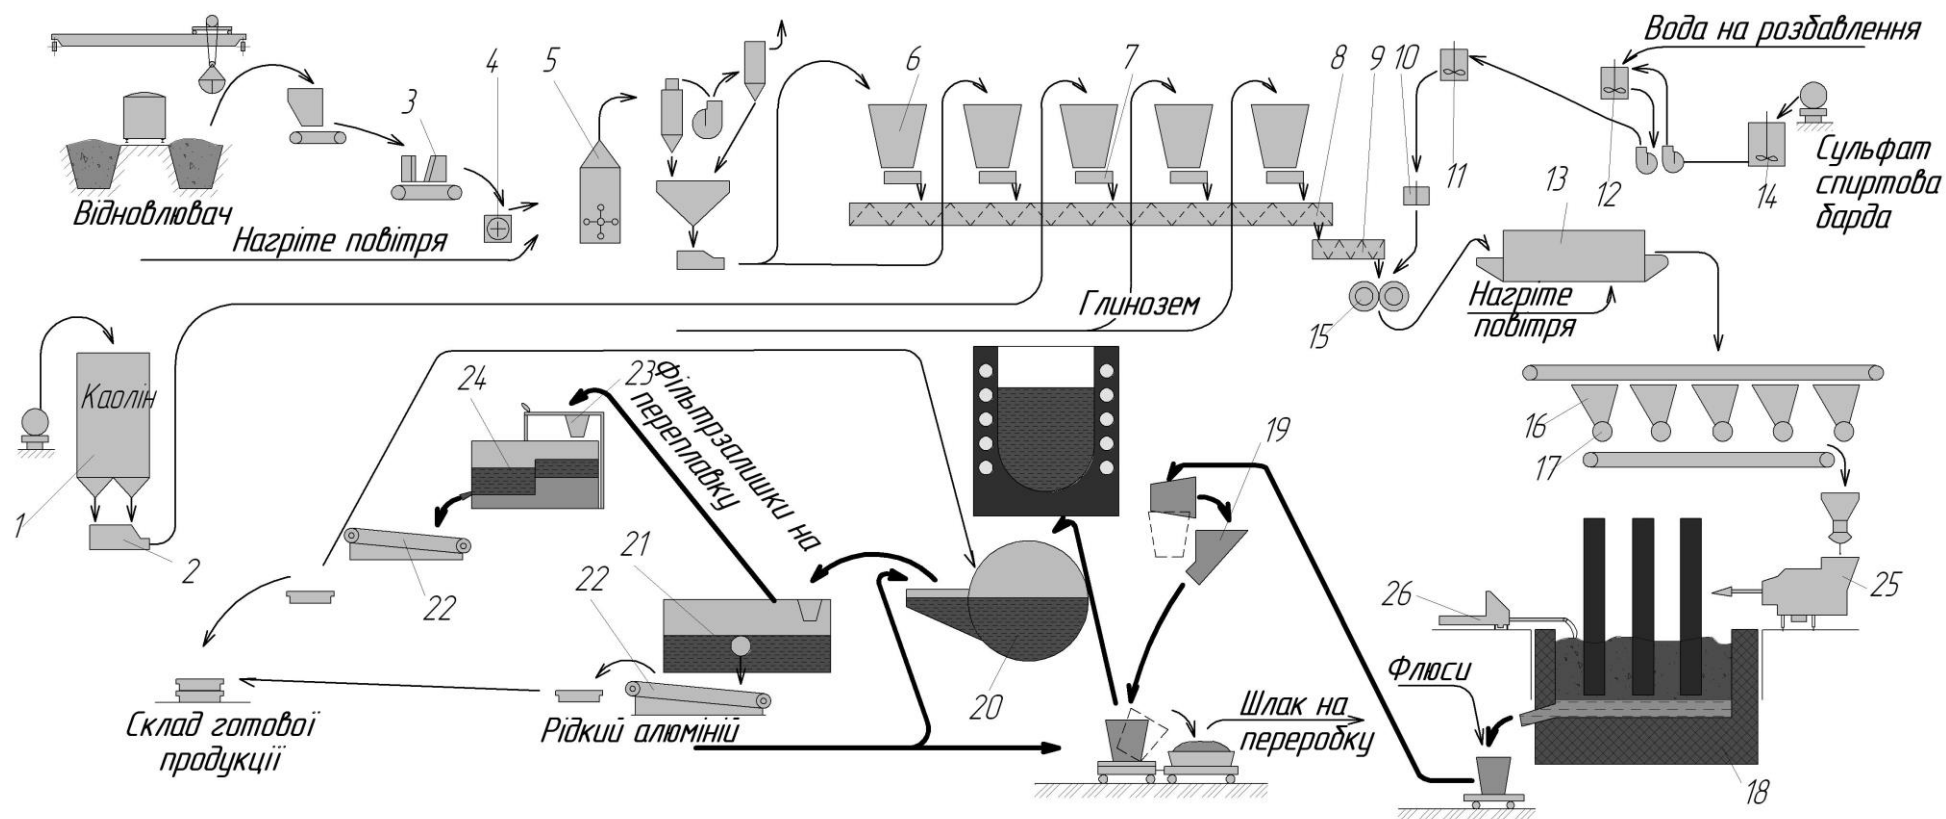 Вода на розбавлення
4
5
6
7
8
9
10
11
12
3
13
14
Сульфат
спиртова
барда
Відновлювач
Нагріте повітря
Глинозем
15
Нагріте
повітря
Каолін
1
2
24
23
Фільтрзалишки на
переплавку
16
17
19
22
21
22
20
25
26
Флюси
18
Склад готової
продукції
Рідкий алюміній
Шлак на
переробку